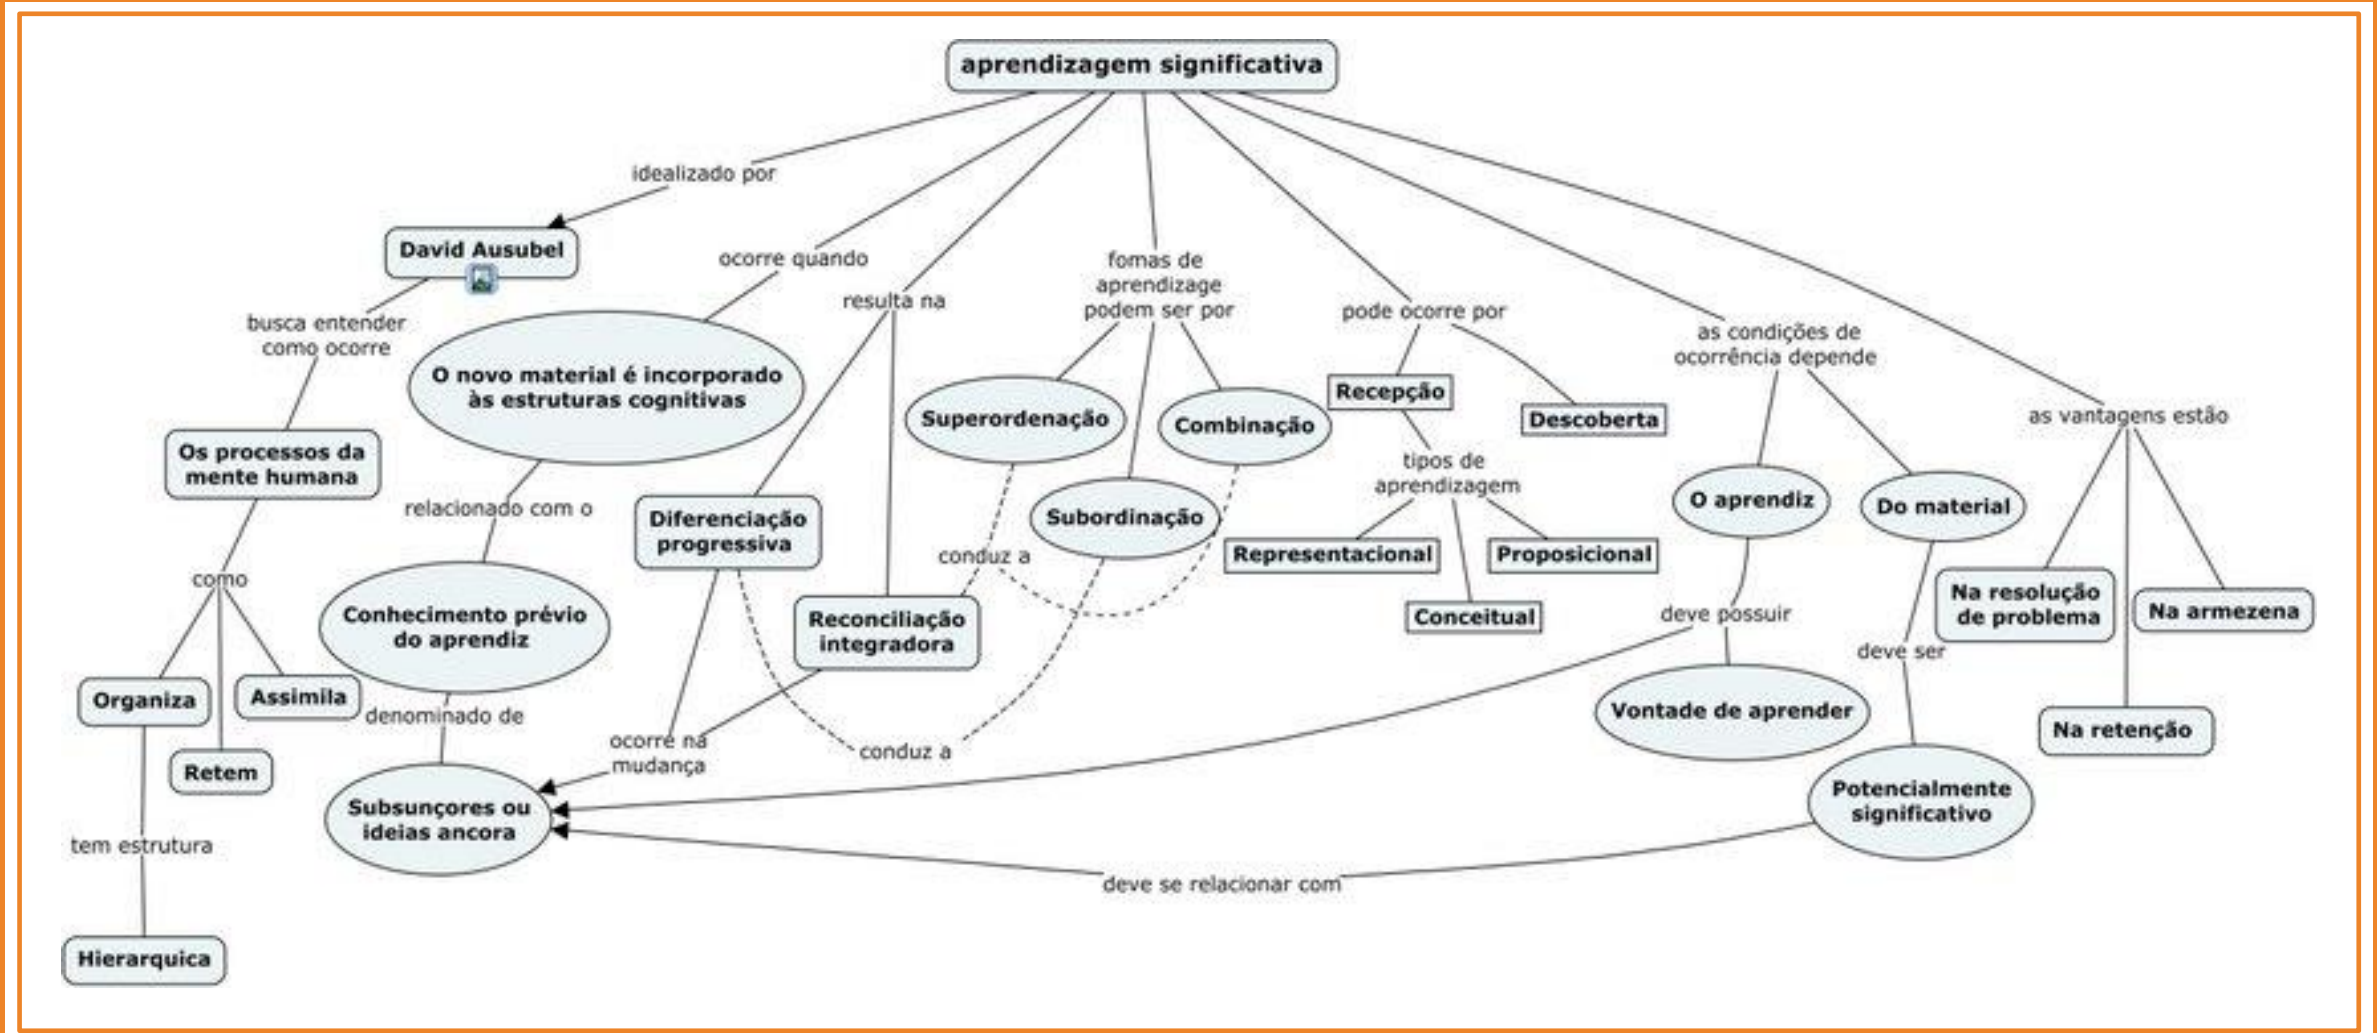 aprendizagem significativa
idealizado por
David Ausubel
busca entender
como ocorre
Os processos da
mente humana
como
Organiza
Assimila
Retem
tem estrutura
Hierarquica
ocorre quando
O novo material é incorporado
às estruturas cognitivas
relacionado com o
Conhecimento prévio
do aprendiz
denominado de
Subsunçores ou
ideias ancora
resulta na
Diferenciação
progressiva
Reconciliação
integradora
ocorre na
mudança
fomas de
aprendizage
podem ser por
Superordenação
Subordinação
Combinação
conduz a
conduz a
pode ocorre por
Recepção
Descoberta
tipos de
aprendizagem
Representacional
Conceitual
Proposicional
as condições de
ocorrência depende
O aprendiz
Do material
deve possuir
Vontade de aprender
deve ser
Potencialmente
significativo
deve se relacionar com
as vantagens estão
Na resolução
de problema
Na retenção
Na armezena